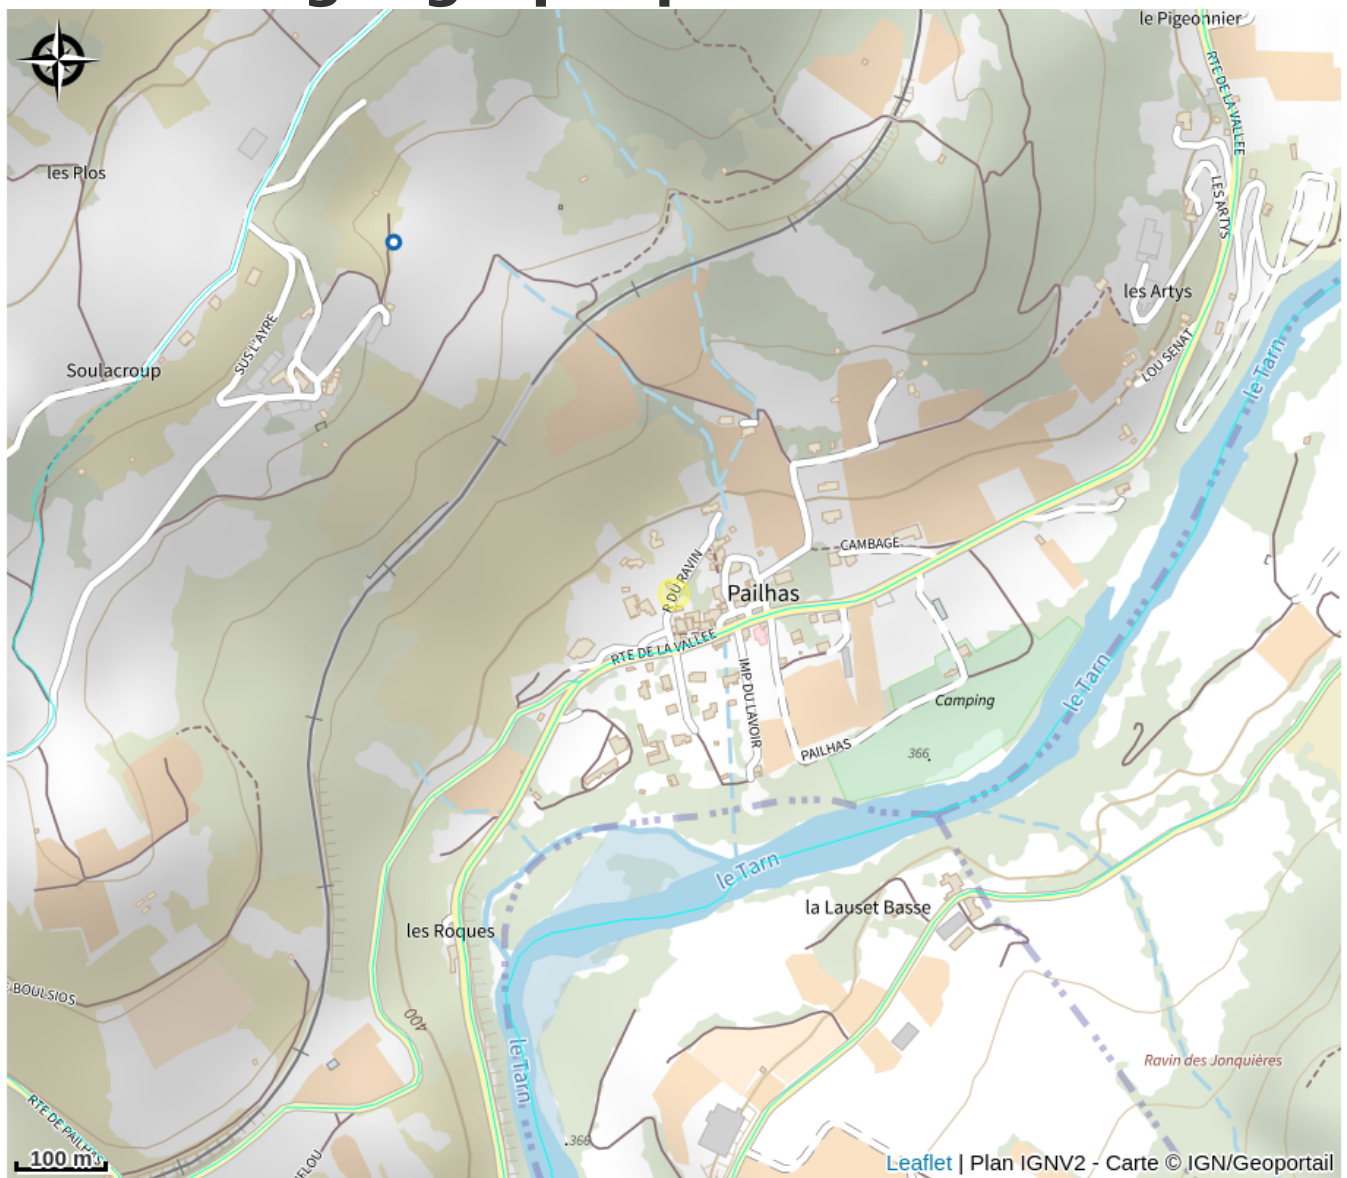 le Pigeonnier
RTE DE LA VALLEE
les Plos
LES ARTYS
les Artys
SUS L'AYRE
LOU SENAT
le Tarn
Soulacroup
CAMBAGE
R DU RAVIN
Pailhas
RTE DE LA VALLEE
IMP DU LAVOIR
le Tarn
Camping
PAILHAS
366
le Tarn
la Lauset Basse
les Roques
BOULSIOS
400
le Tarn
Ravin des Jonquières
RTE DE PAILHAS
366
ELOU
100 m
Leaflet | Plan IGNV2 - Carte © IGN/Geoportail